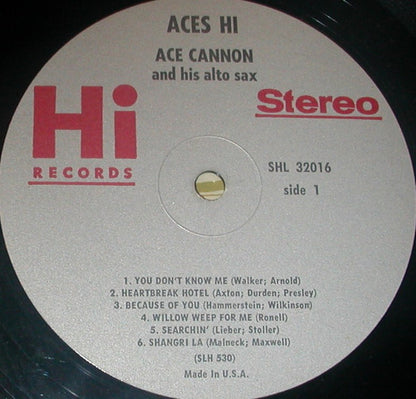 ACES HI
ACE CANNON
and his alto sax
Hi
RECORDS
Stereo
SHL 32016
side 1
1. YOU DON'T KNOW ME (Walker; Arnold)
2. HEARTBREAK HOTEL (Axton; Durden; Presley)
3. BECAUSE OF YOU (Hammerstein; Wilkinson)
4. WILLOW WEEP FOR ME (Ronell)
5. SEARCHIN' (Lieber; Stoller)
6. SHANGRI LA (Malneck; Maxwell)
(SLH 530)
Made In U.S.A.